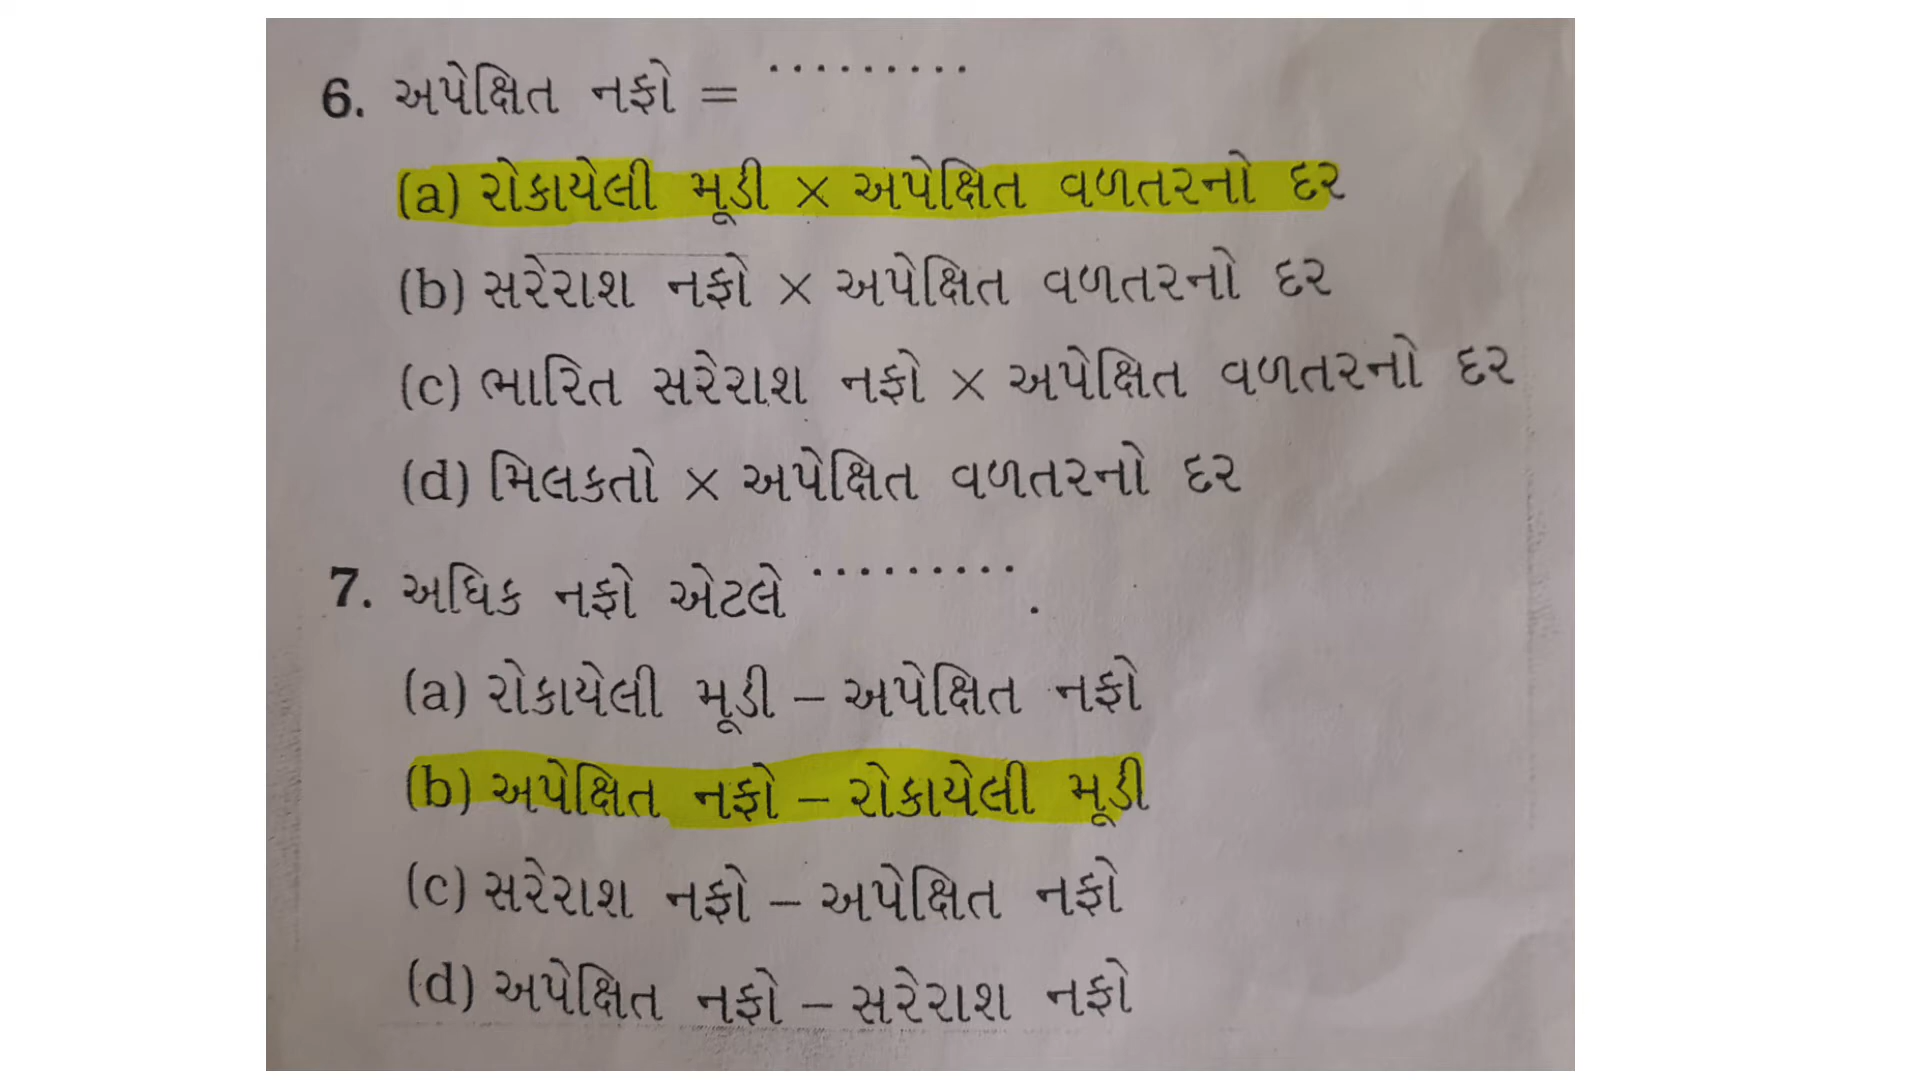 6. અપેક્ષિત નફો = .........
(a) રોકાયેલી મૂડી × અપેક્ષિત વળતરનો દર
(b) સરેરાશ નફો × અપેક્ષિત વળતરનો દર
(c) ભારિત સરેરાશ નફો × અપેક્ષિત વળતરનો દર
(d) મિલકતો × અપેક્ષિત વળતરનો દર
7. અધિક નફો એટલે ......... .
(a) રોકાયેલી મૂડી – અપેક્ષિત નફો
(b) અપેક્ષિત નફો – રોકાયેલી મૂડી
(c) સરેરાશ નફો – અપેક્ષિત નફો
(d) અપેક્ષિત નફો – સરેરાશ નફો